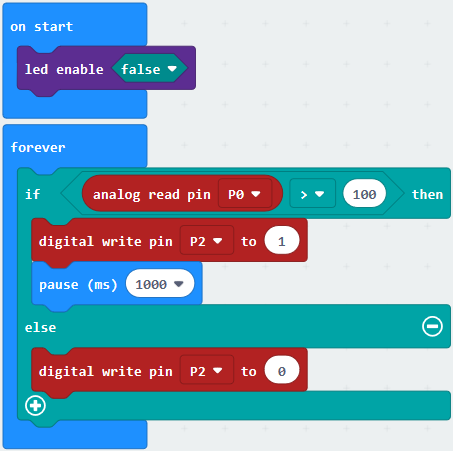 on start
led enable false
forever
if analog read pin P0 > 100 then
digital write pin P2 to 1
pause (ms) 1000
else
digital write pin P2 to 0